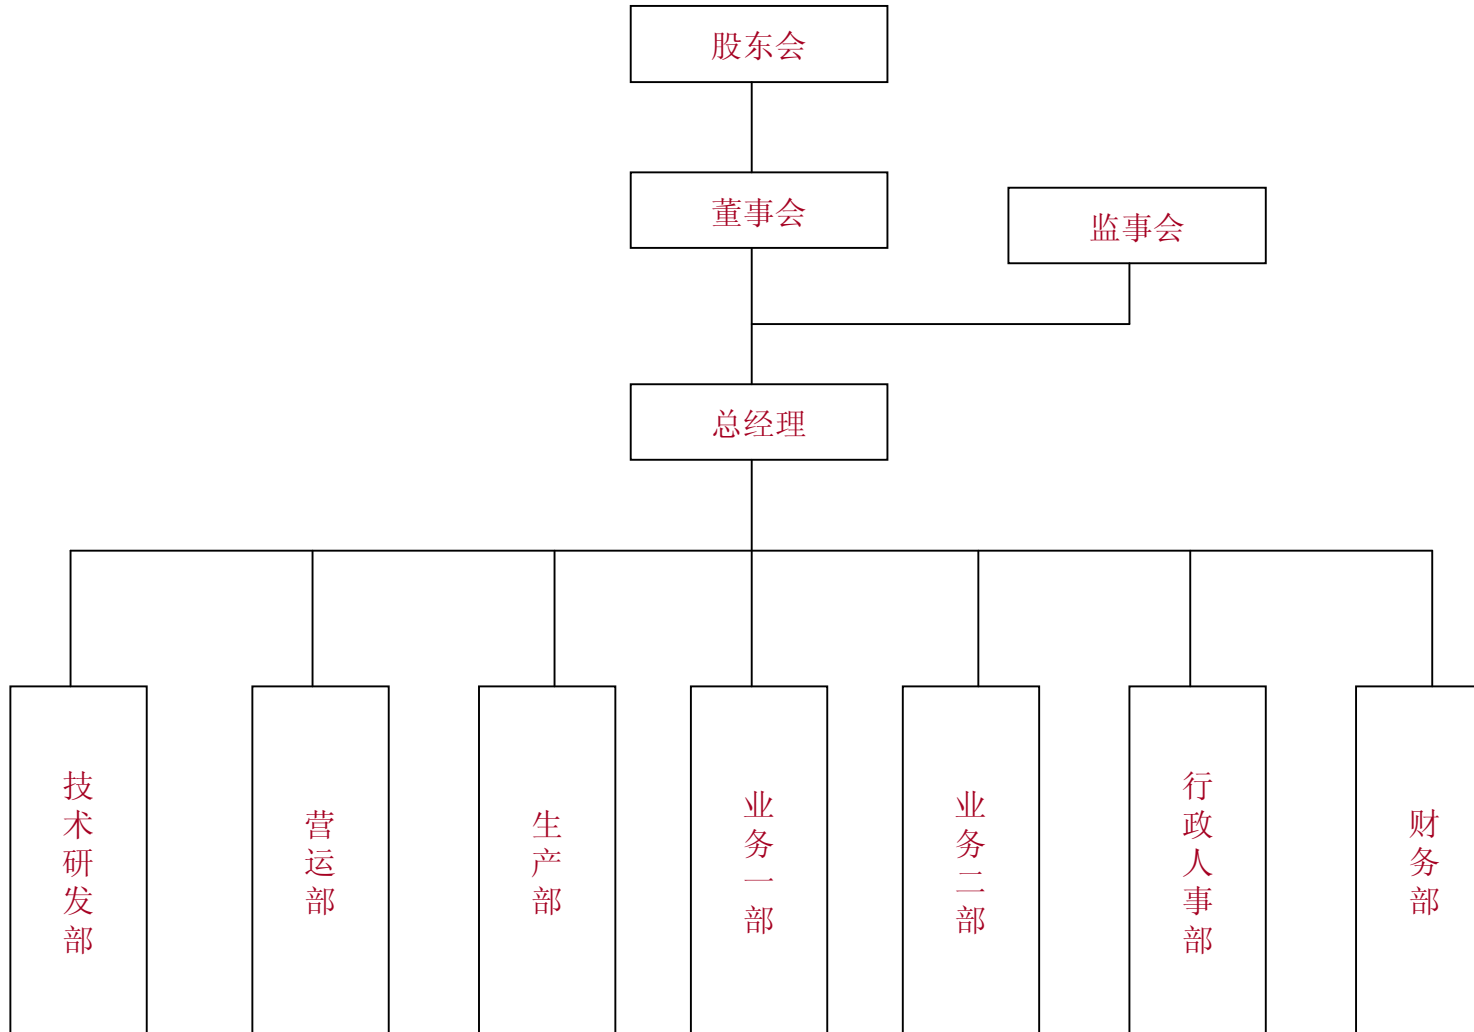 股东会
董事会
监事会
总经理
技术研发部
营运部
生产部
业务一部
业务二部
行政人事部
财务部